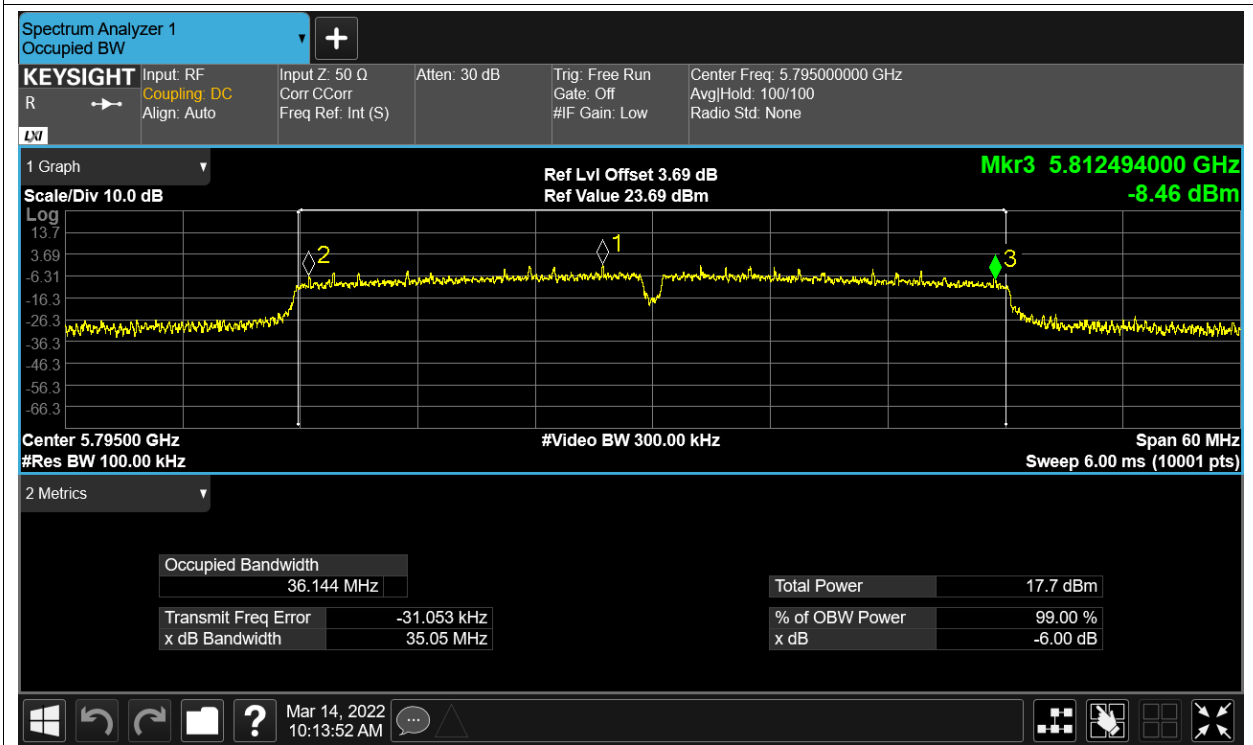 Spectrum Analyzer 1
Occupied BW
KEYSIGHT
R
LXI
Input: RF
Coupling: DC
Align: Auto
Input Z: 50 Ω
Corr CCorr
Freq Ref: Int (S)
Atten: 30 dB
Trig: Free Run
Gate: Off
#IF Gain: Low
Center Freq: 5.795000000 GHz
Avg|Hold: 100/100
Radio Std: None
1 Graph
Scale/Div 10.0 dB
Ref Lvl Offset 3.69 dB
Ref Value 23.69 dBm
Mkr3 5.812494000 GHz
-8.46 dBm
Log
13.7
3.69
-6.31
-16.3
-26.3
-36.3
-46.3
-56.3
-66.3
2
1
3
Center 5.79500 GHz
#Res BW 100.00 kHz
#Video BW 300.00 kHz
Span 60 MHz
Sweep 6.00 ms (10001 pts)
2 Metrics
Occupied Bandwidth
36.144 MHz
Transmit Freq Error -31.053 kHz
x dB Bandwidth 35.05 MHz
Total Power 17.7 dBm
% of OBW Power 99.00 %
x dB -6.00 dB
?
Mar 14, 2022
10:13:52 AM